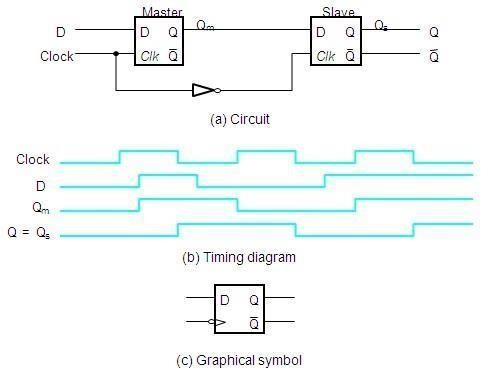 Master Slave
D D Q Qm D Q Qs Q
Clock Clk Q̅ Clk Q̅ Q̅
(a) Circuit
Clock
D
Qm
Q = Qs
(b) Timing diagram
D Q
Q̅
(c) Graphical symbol